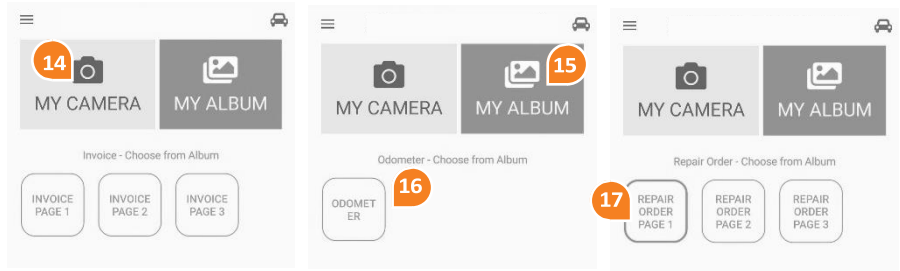 14
MY CAMERA
MY ALBUM
Invoice - Choose from Album
INVOICE
PAGE 1
INVOICE
PAGE 2
INVOICE
PAGE 3
15
MY CAMERA
MY ALBUM
Odometer - Choose from Album
ODOMET
ER
16
MY CAMERA
MY ALBUM
Repair Order - Choose from Album
17
REPAIR
ORDER
PAGE 1
REPAIR
ORDER
PAGE 2
REPAIR
ORDER
PAGE 3